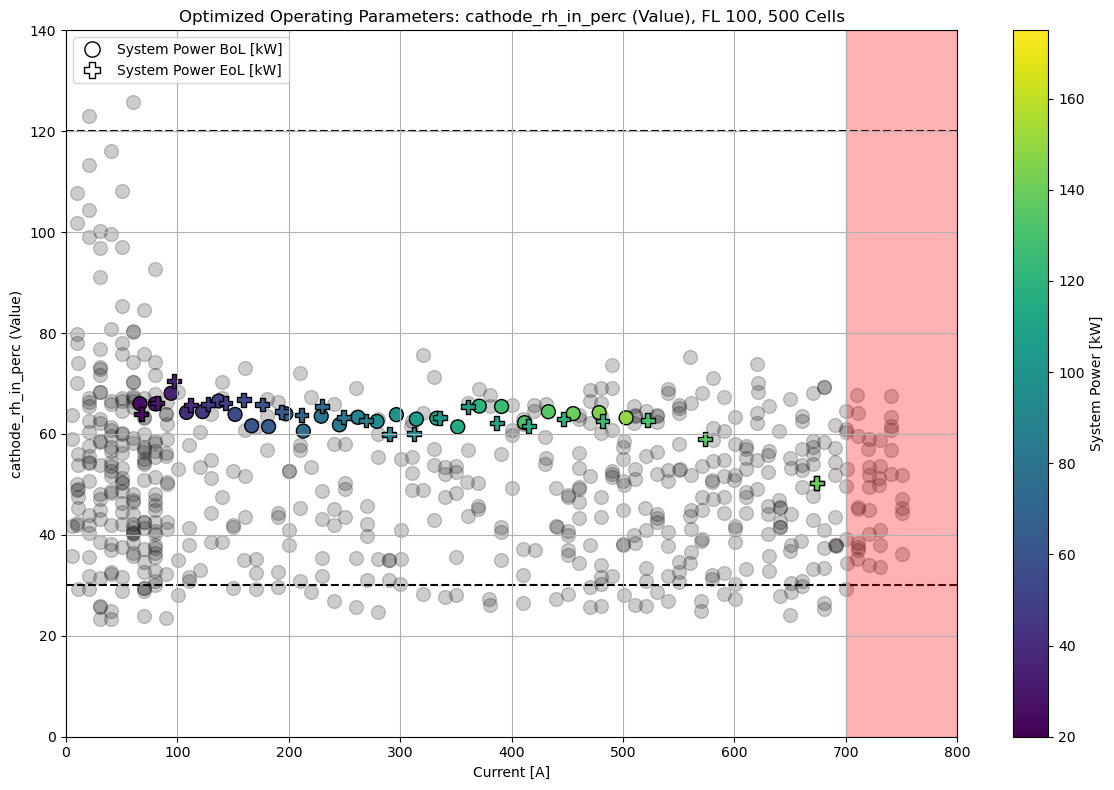 Optimized Operating Parameters: cathode_rh_in_perc (Value), FL 100, 500 Cells
System Power BoL [kW]
System Power EoL [kW]
cathode_rh_in_perc (Value)
140
120
100
80
60
40
20
0
0 100 200 300 400 500 600 700 800
Current [A]
160
140
120
100
80
60
40
20
System Power [kW]